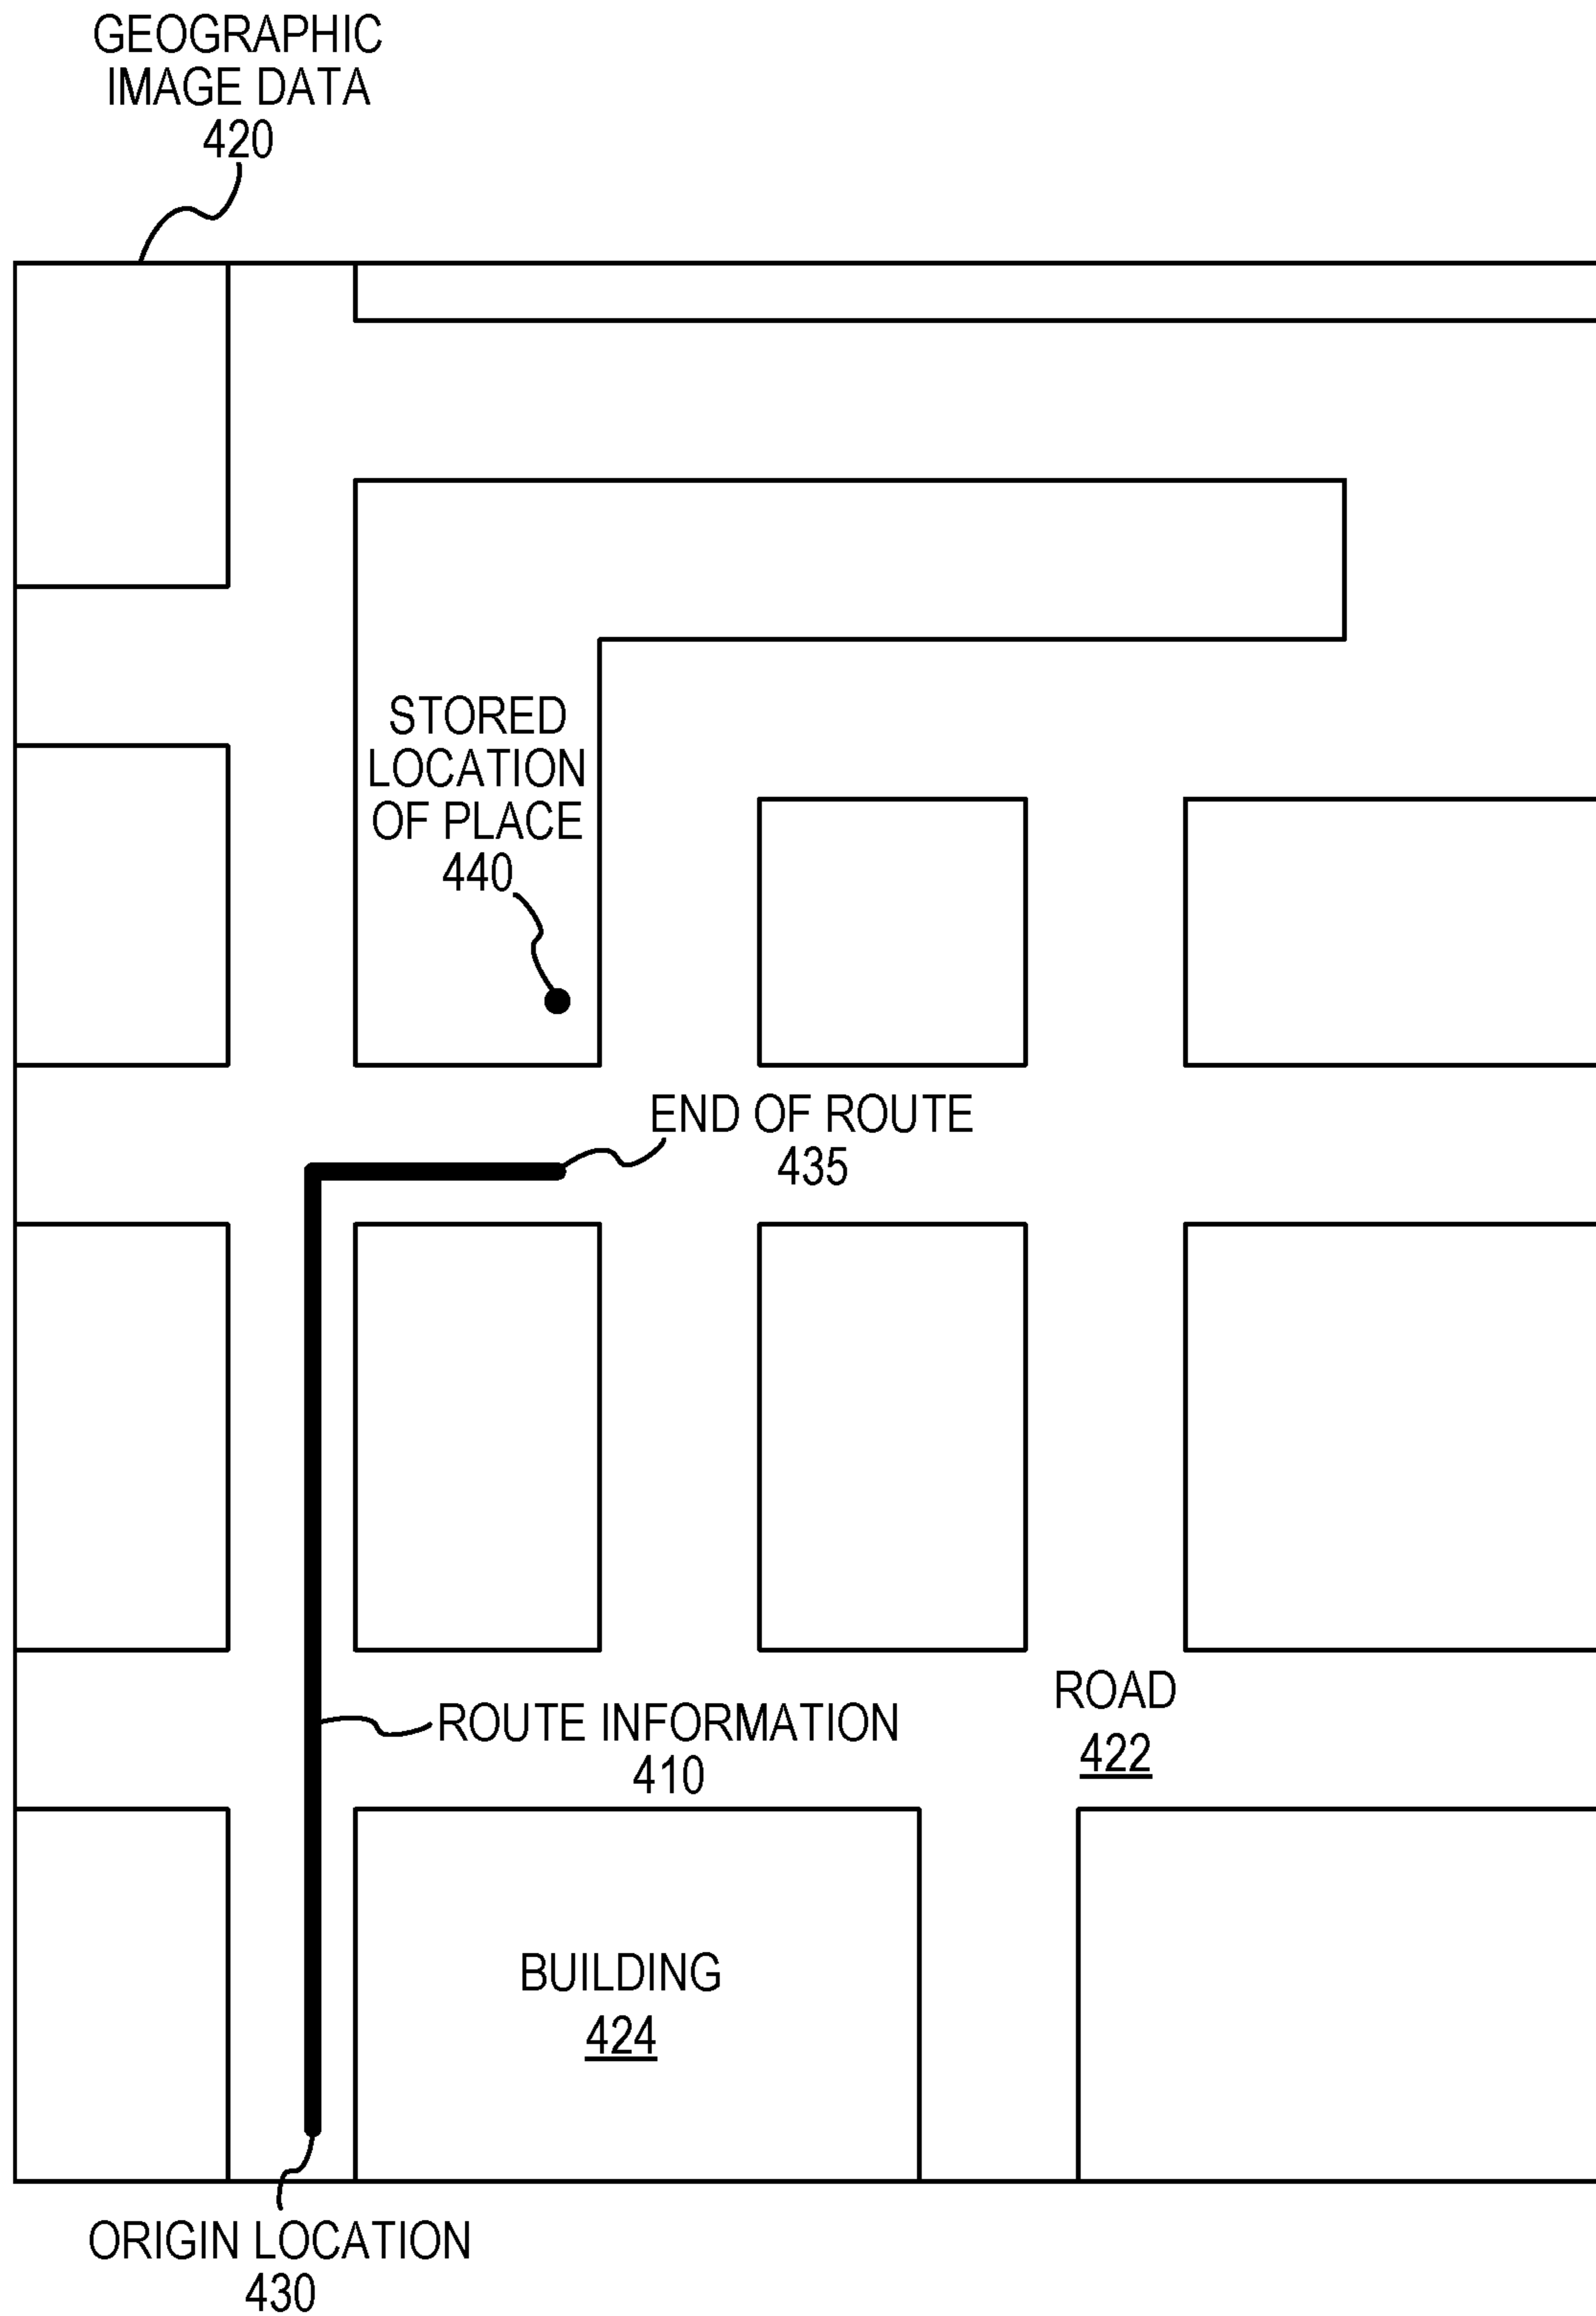 GEOGRAPHIC
IMAGE DATA
420
STORED
LOCATION
OF PLACE
440
END OF ROUTE
435
ROUTE INFORMATION
410
ROAD
422
BUILDING
424
ORIGIN LOCATION
430